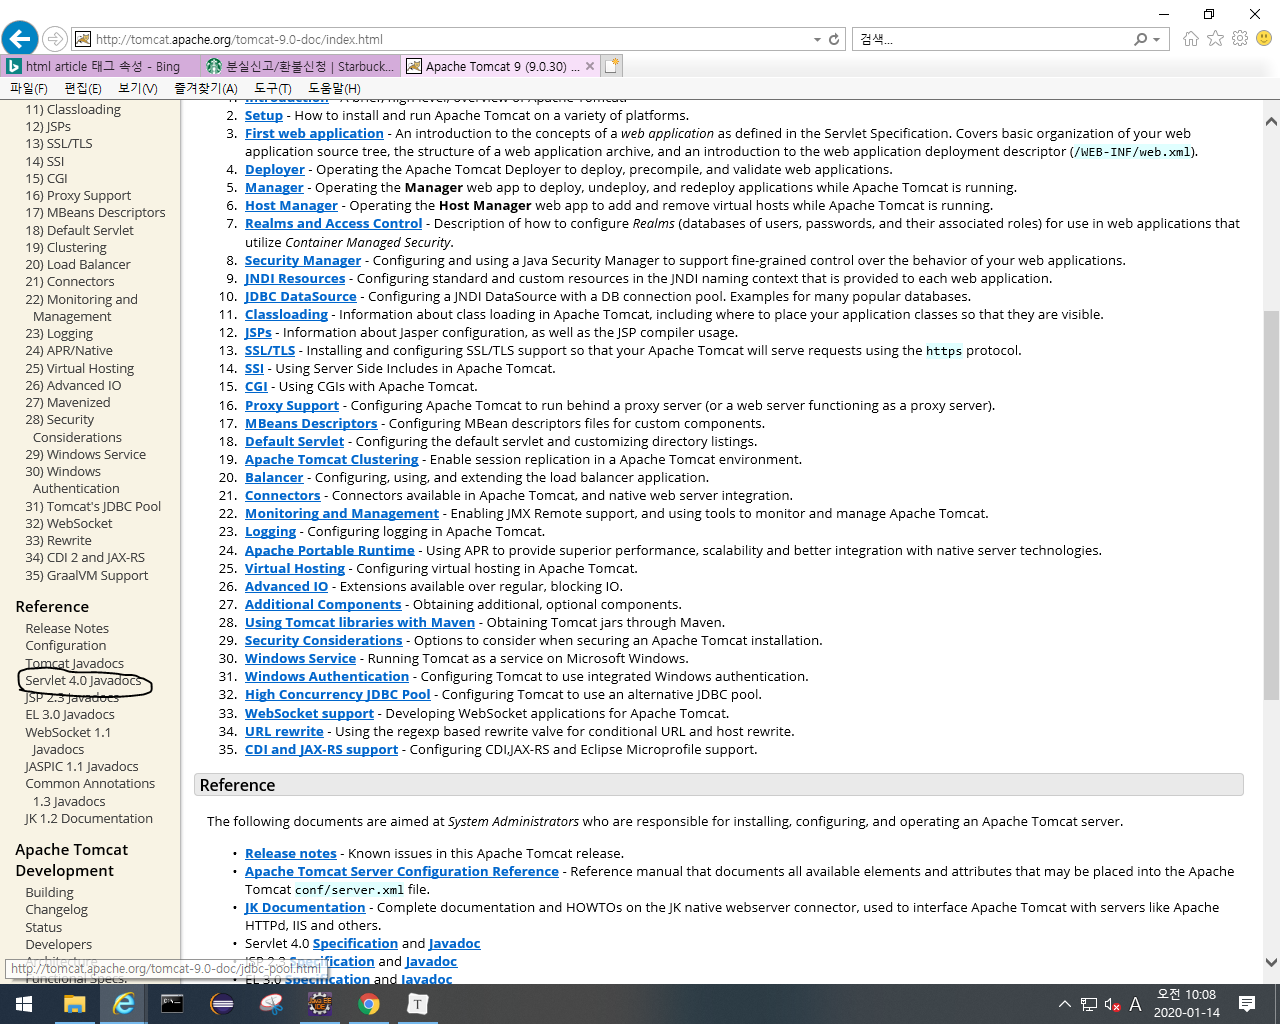 http://tomcat.apache.org/tomcat-9.0-doc/index.html
검색...
html article 태그 속성 - Bing
분실신고/환불신청 | Starbuck...
Apache Tomcat 9 (9.0.30) ...
파일(F) 편집(E) 보기(V) 즐겨찾기(A) 도구(T) 도움말(H)
11) Classloading
12) JSPs
13) SSL/TLS
14) SSI
15) CGI
16) Proxy Support
17) MBeans Descriptors
18) Default Servlet
19) Clustering
20) Load Balancer
21) Connectors
22) Monitoring and
Management
23) Logging
24) APR/Native
25) Virtual Hosting
26) Advanced IO
27) Mavenized
28) Security
Considerations
29) Windows Service
30) Windows
Authentication
31) Tomcat's JDBC Pool
32) WebSocket
33) Rewrite
34) CDI 2 and JAX-RS
35) GraalVM Support
Reference
Release Notes
Configuration
Tomcat Javadocs
Servlet 4.0 Javadocs
JSP 2.3 Javadocs
EL 3.0 Javadocs
WebSocket 1.1
Javadocs
JASPIC 1.1 Javadocs
Common Annotations
1.3 Javadocs
JK 1.2 Documentation
Apache Tomcat
Development
Building
Changelog
Status
Developers
Architecture
Functional Specs.
1. Introduction - A brief, high level, overview of Apache Tomcat.
2. Setup - How to install and run Apache Tomcat on a variety of platforms.
3. First web application - An introduction to the concepts of a web application as defined in the Servlet Specification. Covers basic organization of your web
application source tree, the structure of a web application archive, and an introduction to the web application deployment descriptor (/WEB-INF/web.xml).
4. Deployer - Operating the Apache Tomcat Deployer to deploy, precompile, and validate web applications.
5. Manager - Operating the Manager web app to deploy, undeploy, and redeploy applications while Apache Tomcat is running.
6. Host Manager - Operating the Host Manager web app to add and remove virtual hosts while Apache Tomcat is running.
7. Realms and Access Control - Description of how to configure Realms (databases of users, passwords, and their associated roles) for use in web applications that
utilize Container Managed Security.
8. Security Manager - Configuring and using a Java Security Manager to support fine-grained control over the behavior of your web applications.
9. JNDI Resources - Configuring standard and custom resources in the JNDI naming context that is provided to each web application.
10. JDBC DataSource - Configuring a JNDI DataSource with a DB connection pool. Examples for many popular databases.
11. Classloading - Information about class loading in Apache Tomcat, including where to place your application classes so that they are visible.
12. JSPs - Information about Jasper configuration, as well as the JSP compiler usage.
13. SSL/TLS - Installing and configuring SSL/TLS support so that your Apache Tomcat will serve requests using the https protocol.
14. SSI - Using Server Side Includes in Apache Tomcat.
15. CGI - Using CGIs with Apache Tomcat.
16. Proxy Support - Configuring Apache Tomcat to run behind a proxy server (or a web server functioning as a proxy server).
17. MBeans Descriptors - Configuring MBean descriptors files for custom components.
18. Default Servlet - Configuring the default servlet and customizing directory listings.
19. Apache Tomcat Clustering - Enable session replication in a Apache Tomcat environment.
20. Balancer - Configuring, using, and extending the load balancer application.
21. Connectors - Connectors available in Apache Tomcat, and native web server integration.
22. Monitoring and Management - Enabling JMX Remote support, and using tools to monitor and manage Apache Tomcat.
23. Logging - Configuring logging in Apache Tomcat.
24. Apache Portable Runtime - Using APR to provide superior performance, scalability and better integration with native server technologies.
25. Virtual Hosting - Configuring virtual hosting in Apache Tomcat.
26. Advanced IO - Extensions available over regular, blocking IO.
27. Additional Components - Obtaining additional, optional components.
28. Using Tomcat libraries with Maven - Obtaining Tomcat jars through Maven.
29. Security Considerations - Options to consider when securing an Apache Tomcat installation.
30. Windows Service - Running Tomcat as a service on Microsoft Windows.
31. Windows Authentication - Configuring Tomcat to use integrated Windows authentication.
32. High Concurrency JDBC Pool - Configuring Tomcat to use an alternative JDBC pool.
33. WebSocket support - Developing WebSocket applications for Apache Tomcat.
34. URL rewrite - Using the regexp based rewrite valve for conditional URL and host rewrite.
35. CDI and JAX-RS support - Configuring CDI,JAX-RS and Eclipse Microprofile support.
Reference
The following documents are aimed at System Administrators who are responsible for installing, configuring, and operating an Apache Tomcat server.
• Release notes - Known issues in this Apache Tomcat release.
• Apache Tomcat Server Configuration Reference - Reference manual that documents all available elements and attributes that may be placed into the Apache
Tomcat conf/server.xml file.
• JK Documentation - Complete documentation and HOWTOs on the JK native webserver connector, used to interface Apache Tomcat with servers like Apache
HTTPd, IIS and others.
• Servlet 4.0 Specification and Javadoc
• JSP 2.3 Specification and Javadoc
• EL 3.0 Specification and Javadoc
http://tomcat.apache.org/tomcat-9.0-doc/jdbc-pool.html
JAVA EE
IDE
T
A
오전 10:08
2020-01-14